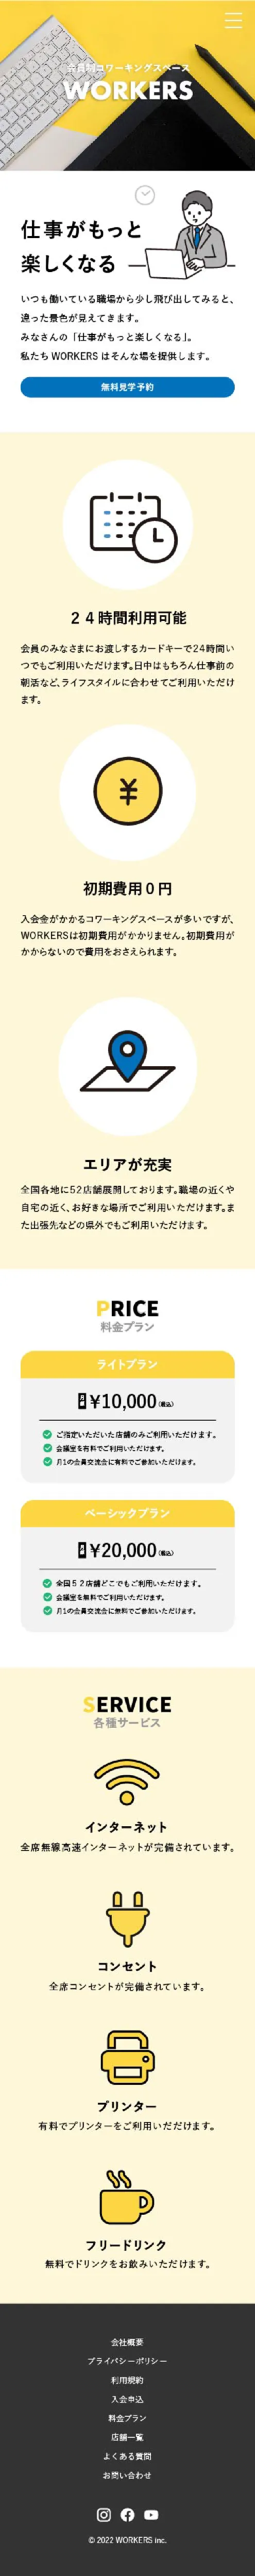 会員制コワーキングスペース
WORKERS
仕事がもっと
楽しくなる
いつも働いている職場から少し飛び出してみると、
違った景色が見えてきます。
みなさんの「仕事がもっと楽しくなる」。
私たち WORKERS はそんな場を提供します。
無料見学予約
２４時間利用可能
会員のみなさまにお渡しするカードキーで24時間い
つでもご利用いただけます。日中はもちろん仕事前の
朝活など、ライフスタイルに合わせてご利用いただけ
ます。
¥
初期費用０円
入会金がかかるコワーキングスペースが多いですが、
WORKERSは初期費用がかかりません。初期費用が
かからないので費用をおさえられます。
エリアが充実
全国各地に52店舗展開しております。職場の近くや
自宅の近く、お好きな場所でご利用いただけます。ま
た出張先などの県外でもご利用いただけます。
PRICE
料金プラン
ライトプラン
月額 ¥10,000(税込)
ご指定いただいた店舗のみご利用いただけます。
会議室を有料でご利用いただけます。
月1の会員交流会に有料でご参加いただけます。
ベーシックプラン
月額 ¥20,000(税込)
全国５２店舗どこでもご利用いただけます。
会議室を無料でご利用いただけます。
月1の会員交流会に無料でご参加いただけます。
SERVICE
各種サービス
インターネット
全席無線高速インターネットが完備されています。
コンセント
全席コンセントが完備されています。
プリンター
有料でプリンターをご利用いただだけます。
フリードリンク
無料でドリンクをお飲みいただけます。
会社概要
プライバシーポリシー
利用規約
入会申込
料金プラン
店舗一覧
よくある質問
お問い合わせ
© 2022 WORKERS inc.